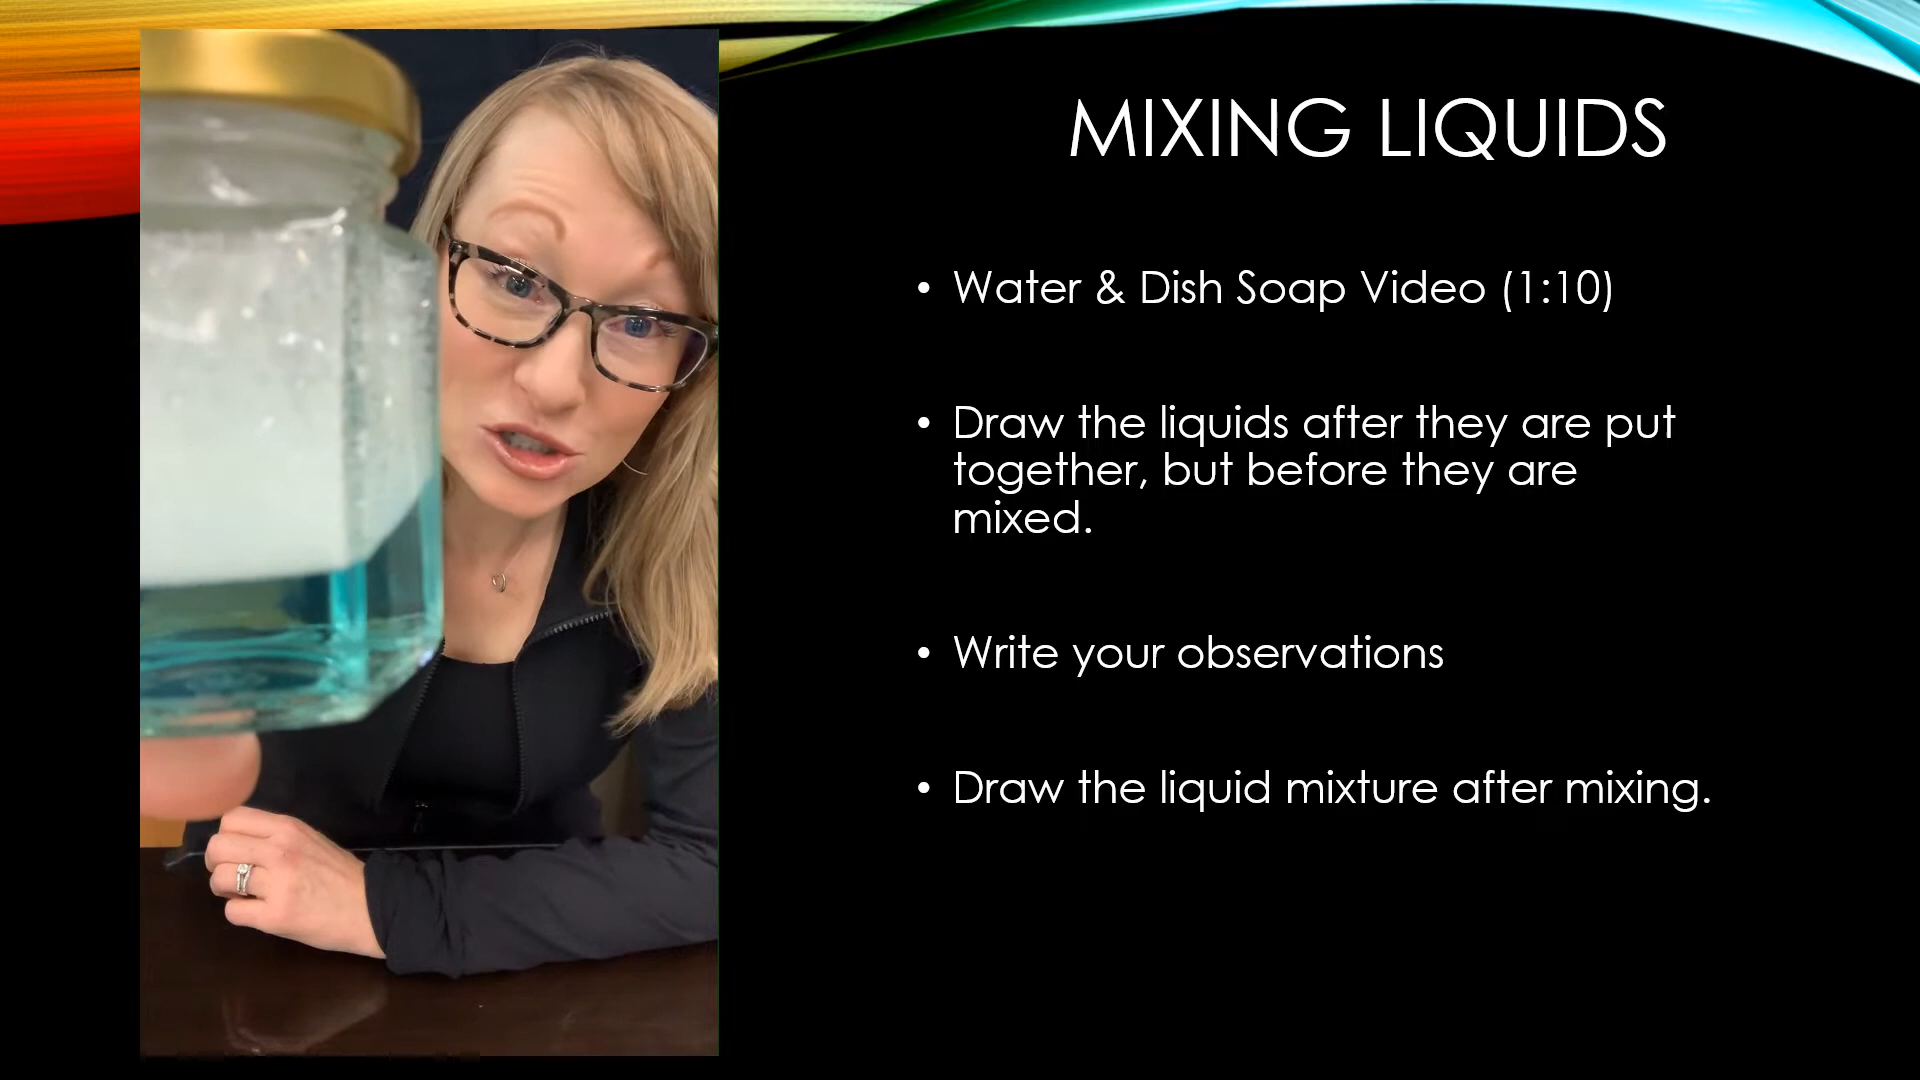 MIXING LIQUIDS
• Water & Dish Soap Video (1:10)
• Draw the liquids after they are put
together, but before they are
mixed.
• Write your observations
• Draw the liquid mixture after mixing.